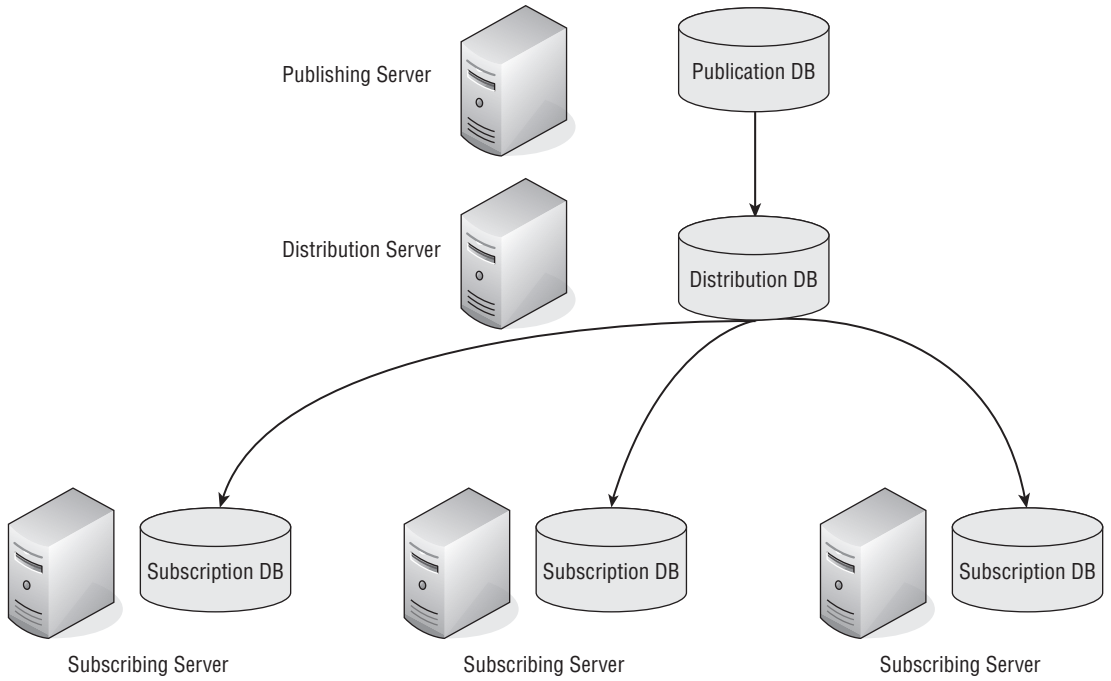 Publishing Server
Publication DB
Distribution Server
Distribution DB
Subscription DB
Subscription DB
Subscription DB
Subscribing Server
Subscribing Server
Subscribing Server